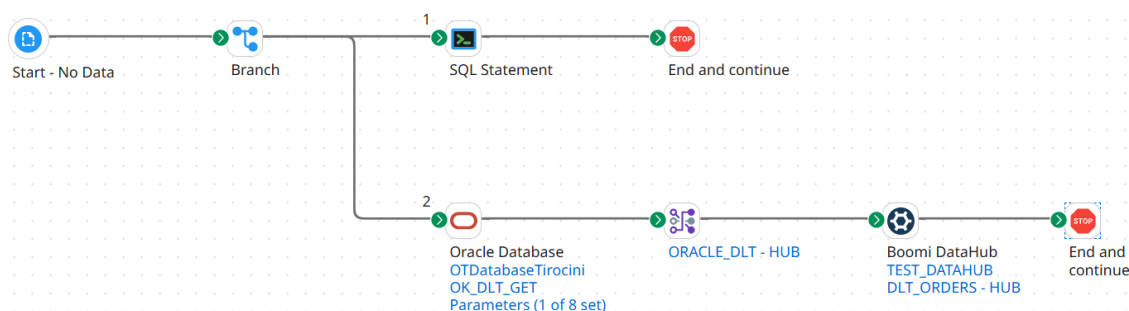 1
STOP
Start - No Data
Branch
SQL Statement
End and continue
2
STOP
Oracle Database
OTDatabaseTirocini
OK_DLT_GET
Parameters (1 of 8 set)
ORACLE_DLT - HUB
Boomi DataHub
TEST_DATAHUB
DLT_ORDERS - HUB
End and
continue